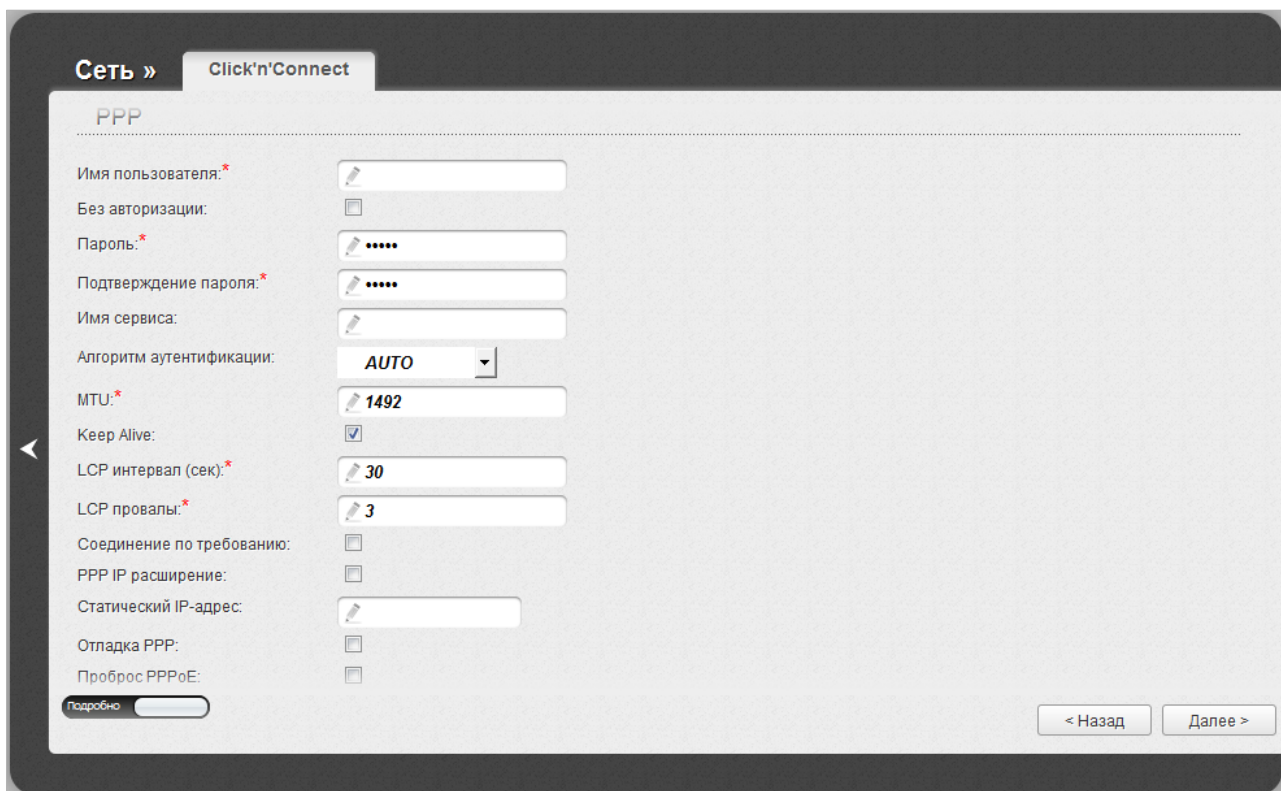 Сеть » Click'n'Connect
PPP
Имя пользователя:*
Без авторизации:
Пароль:* •••••
Подтверждение пароля:* •••••
Имя сервиса:
Алгоритм аутентификации: AUTO
MTU:* 1492
Keep Alive:
LCP интервал (сек):* 30
LCP провалы:* 3
Соединение по требованию:
PPP IP расширение:
Статический IP-адрес:
Отладка PPP:
Проброс PPPoE:
Подробно
< Назад Далее >